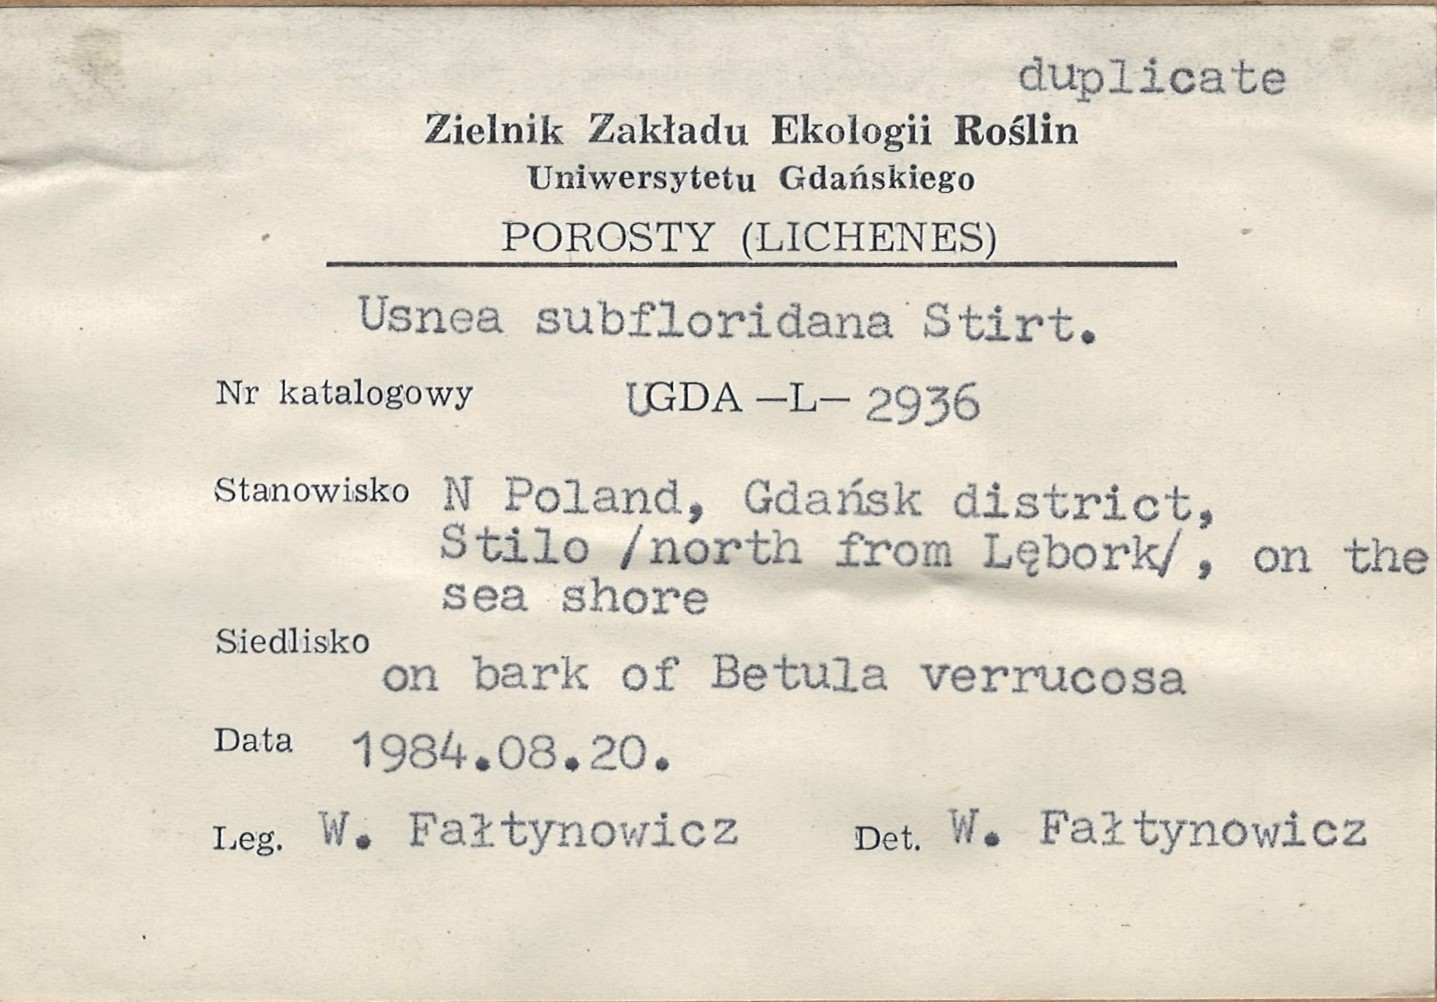 duplicate
Zielnik Zakładu Ekologii Roślin
Uniwersytetu Gdańskiego
POROSTY (LICHENES)
Usnea subfloridana Stirt.
Nr katalogowy UGDA —L— 2936
Stanowisko N Poland, Gdańsk district,
Stilo /north from Lębork/, on the
sea shore
Siedlisko
on bark of Betula verrucosa
Data 1984.08.20.
Leg. W. Fałtynowicz Det. W. Fałtynowicz